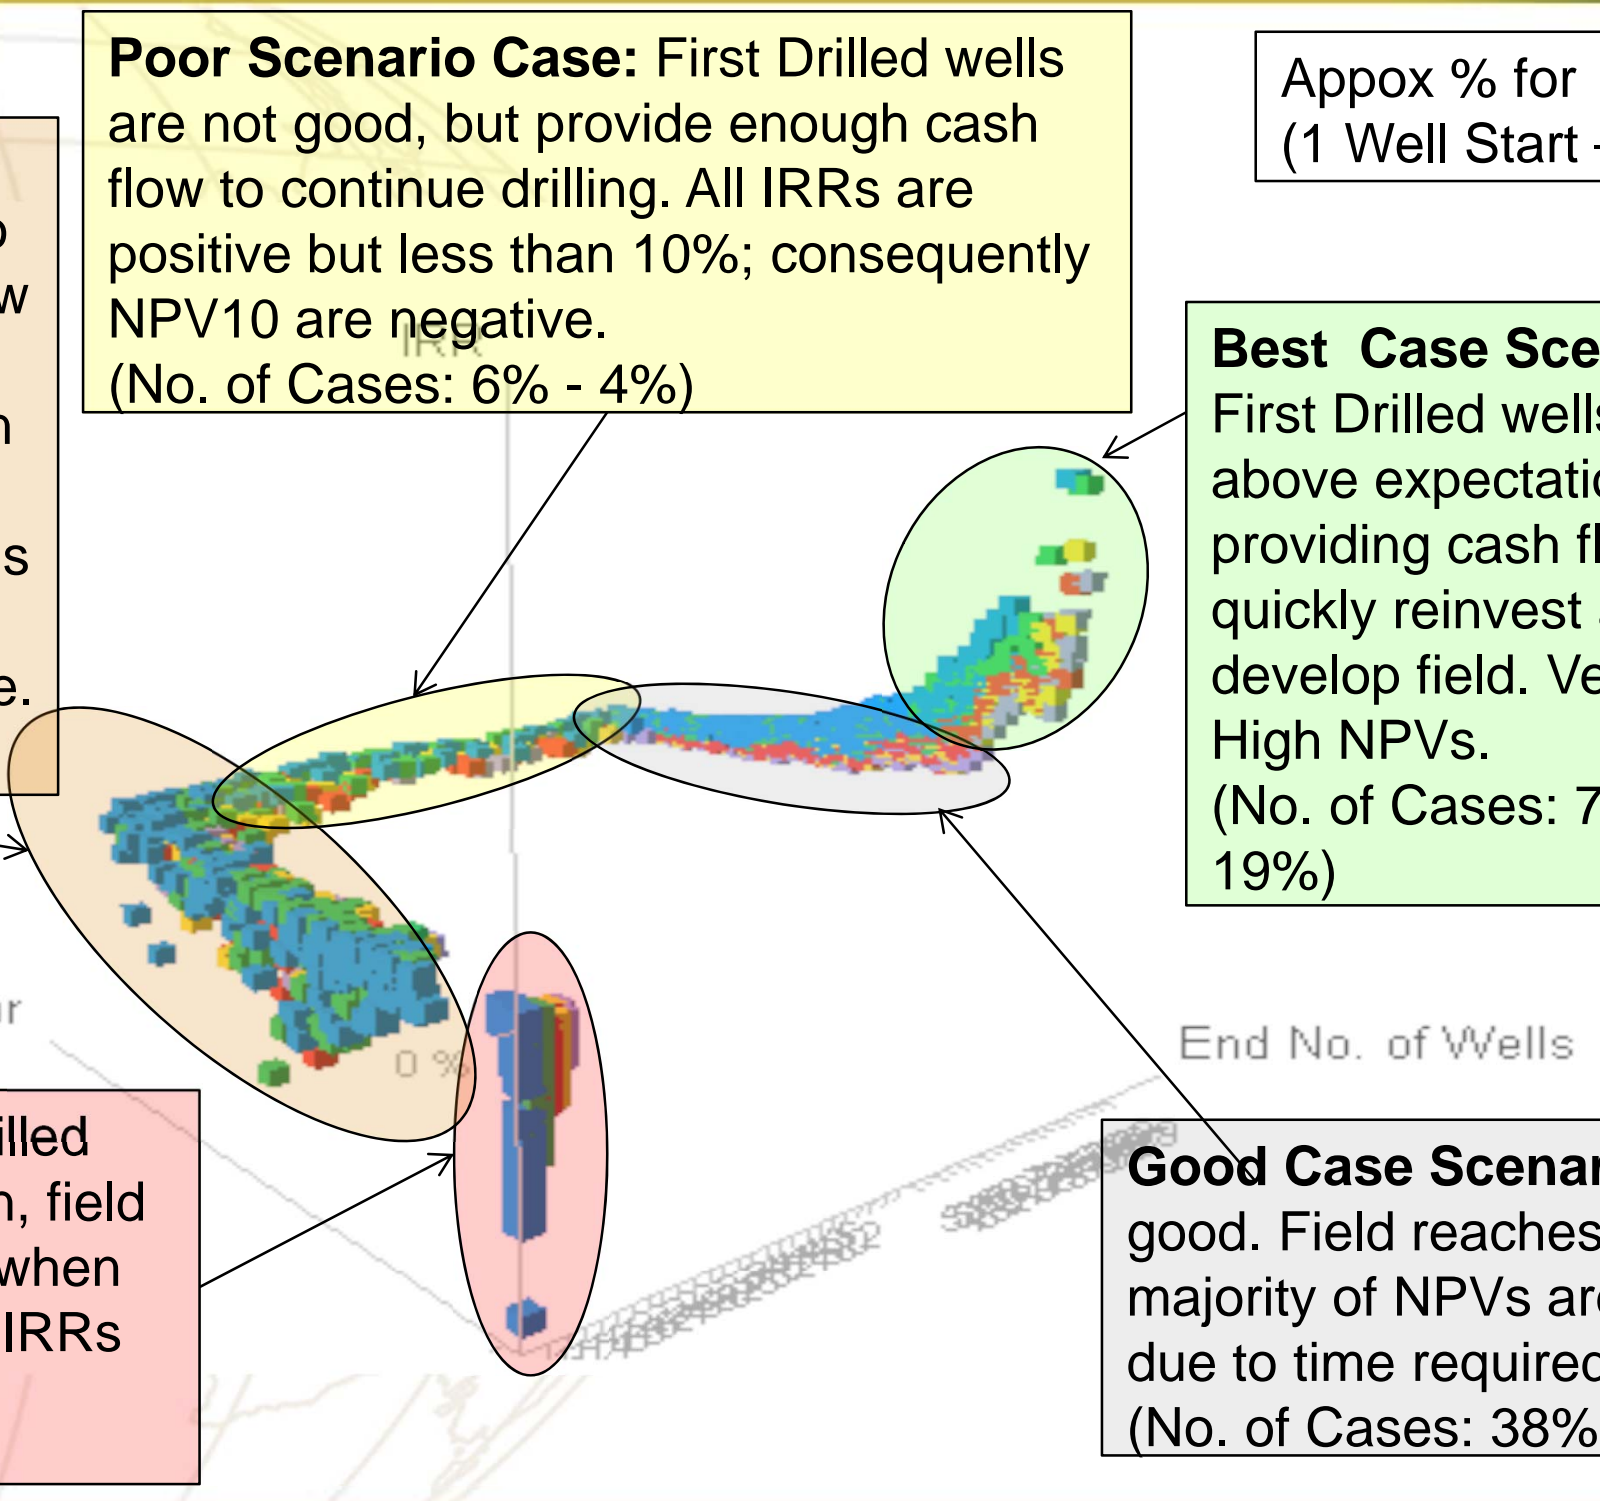 Poor Scenario Case: First Drilled wells
are not good, but provide enough cash
flow to continue drilling. All IRRs are
positive but less than 10%; consequently
NPV10 are negative.
(No. of Cases: 6% - 4%)
Appox % for
(1 Well Start -
Best Case Sce
First Drilled wells
above expectatio
providing cash fl
quickly reinvest
develop field. Ve
High NPVs.
(No. of Cases: 7
19%)
IRR
0 %
End No. of Wells
illed
n, field
when
IRRs
Good Case Scenar
good. Field reaches
majority of NPVs are
due to time required
(No. of Cases: 38%